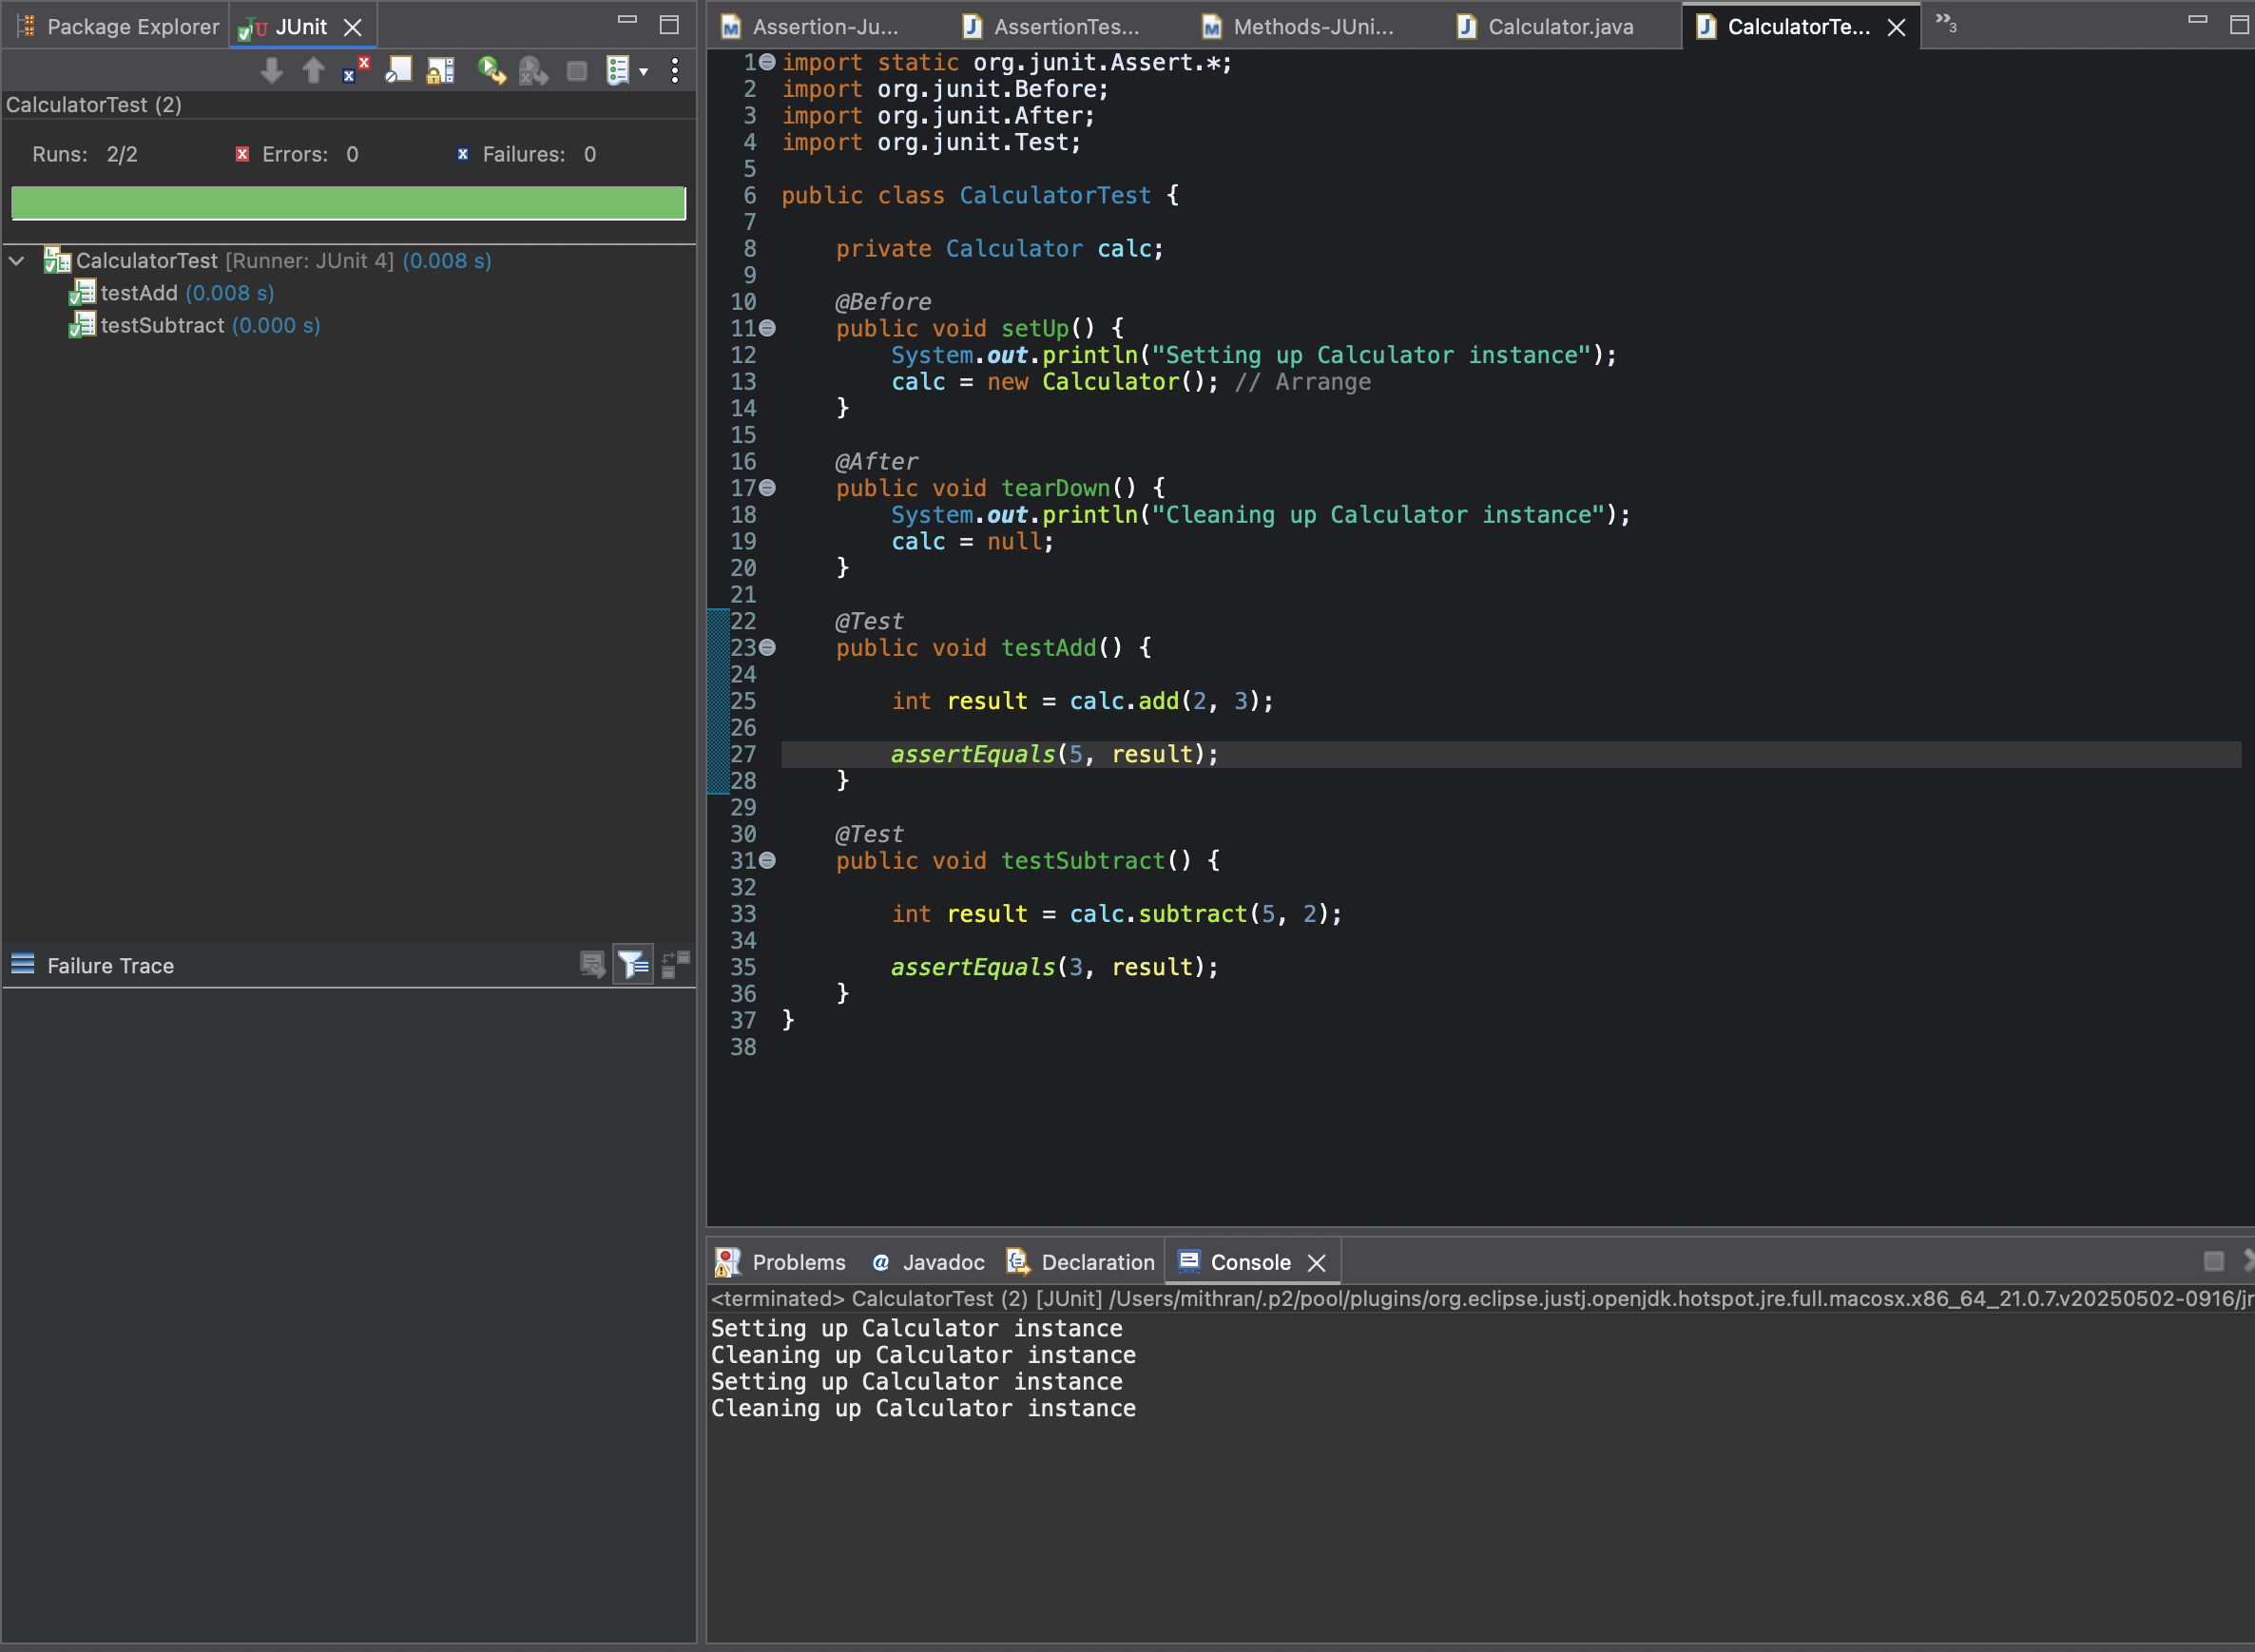 Package Explorer
JUnit
CalculatorTest (2)
Runs: 2/2 Errors: 0 Failures: 0
CalculatorTest [Runner: JUnit 4] (0.008 s)
testAdd (0.008 s)
testSubtract (0.000 s)
Failure Trace
Assertion-Ju... AssertionTes... Methods-JUni... Calculator.java CalculatorTe... »3
1 import static org.junit.Assert.*;
2 import org.junit.Before;
3 import org.junit.After;
4 import org.junit.Test;
5
6 public class CalculatorTest {
7
8 private Calculator calc;
9
10 @Before
11 public void setUp() {
12 System.out.println("Setting up Calculator instance");
13 calc = new Calculator(); // Arrange
14 }
15
16 @After
17 public void tearDown() {
18 System.out.println("Cleaning up Calculator instance");
19 calc = null;
20 }
21
22 @Test
23 public void testAdd() {
24
25 int result = calc.add(2, 3);
26
27 assertEquals(5, result);
28 }
29
30 @Test
31 public void testSubtract() {
32
33 int result = calc.subtract(5, 2);
34
35 assertEquals(3, result);
36 }
37 }
38
Problems Javadoc Declaration Console
<terminated> CalculatorTest (2) [JUnit] /Users/mithran/.p2/pool/plugins/org.eclipse.justj.openjdk.hotspot.jre.full.macosx.x86_64_21.0.7.v20250502-0916/jr
Setting up Calculator instance
Cleaning up Calculator instance
Setting up Calculator instance
Cleaning up Calculator instance